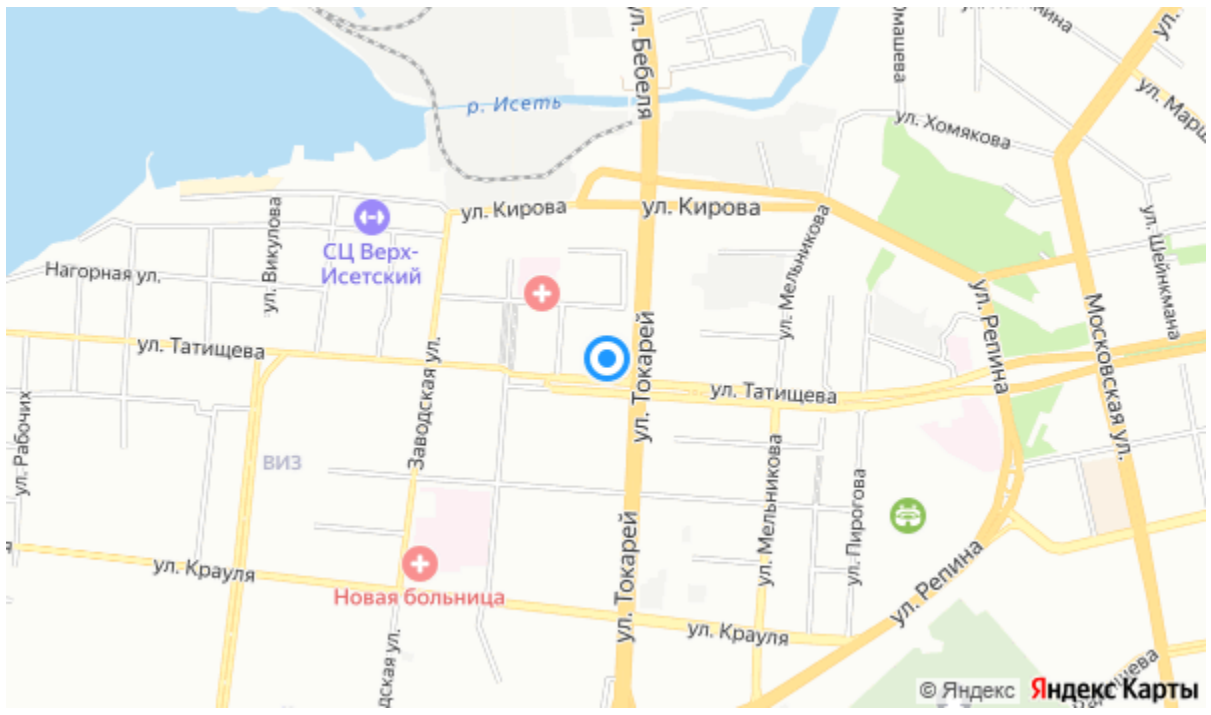 ул. Бебеля
р. Исеть
ул. Хомякова
ул. Кирова
ул. Кирова
ул. Мельникова
ул. Шейнкмана
СЦ Верх-
Исетский
ул. Викулова
Нагорная ул.
ул. Татищева
Заводская ул.
ул. Токарей
ул. Татищева
ул. Репина
Московская ул.
ул. Рабочих
ВИЗ
ул. Мельникова
ул. Пирогова
ул. Токарей
ул. Крауля
Новая больница
ул. Крауля
ул. Репина
© Яндекс Яндекс Карты